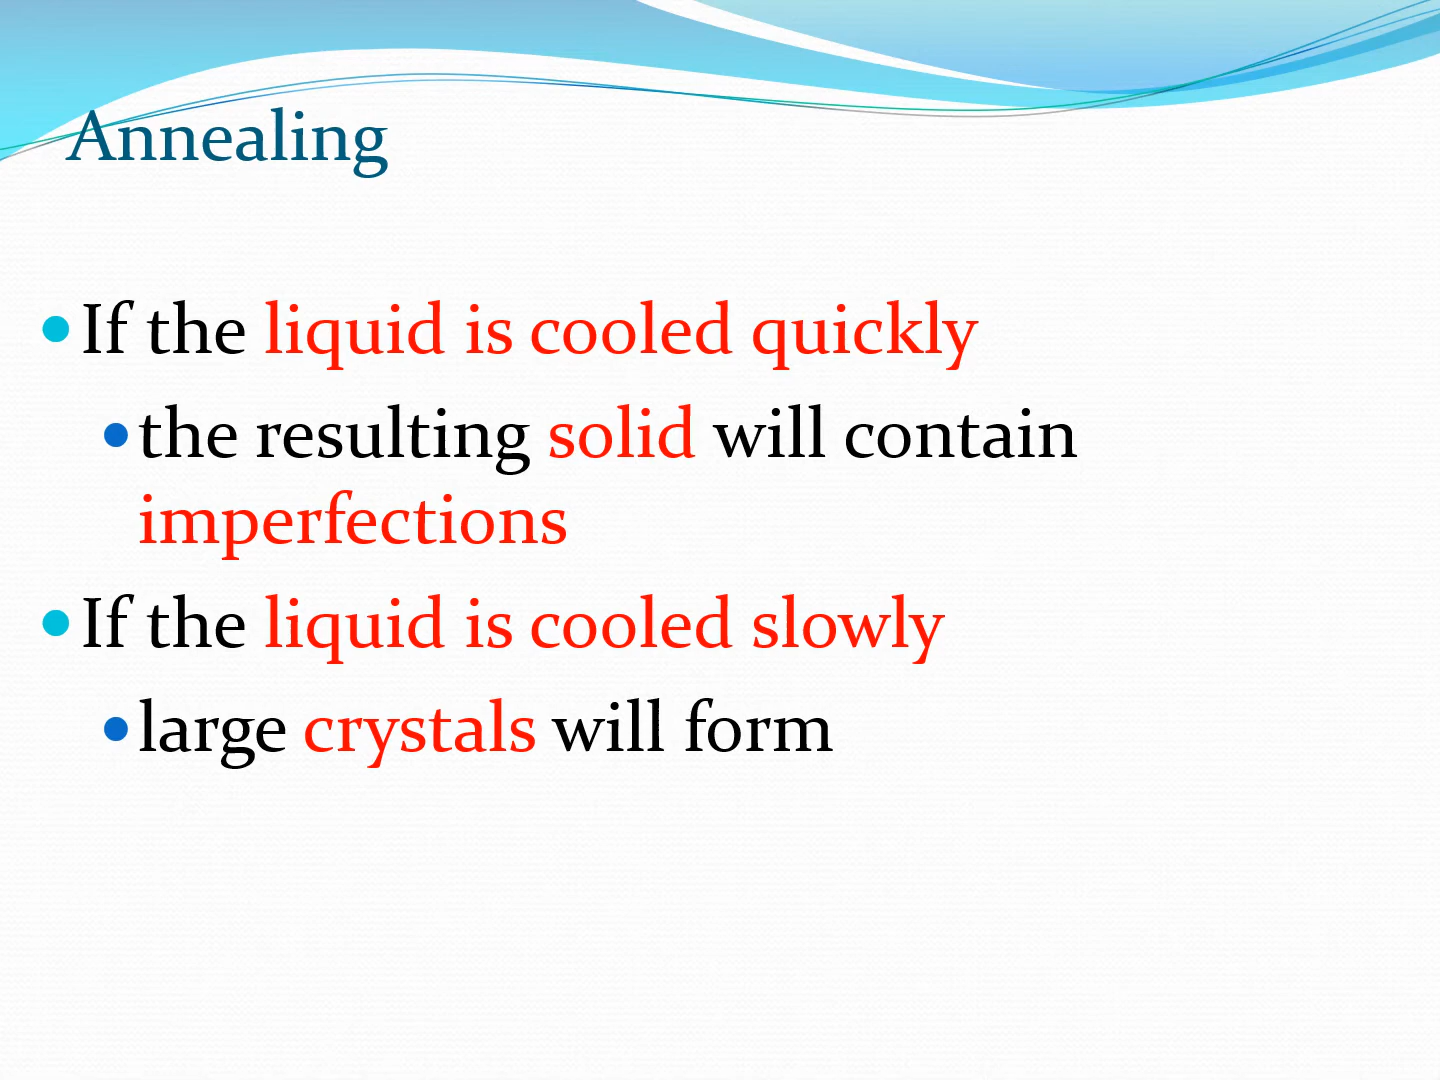 Annealing
• If the liquid is cooled quickly
• the resulting solid will contain
imperfections
• If the liquid is cooled slowly
• large crystals will form